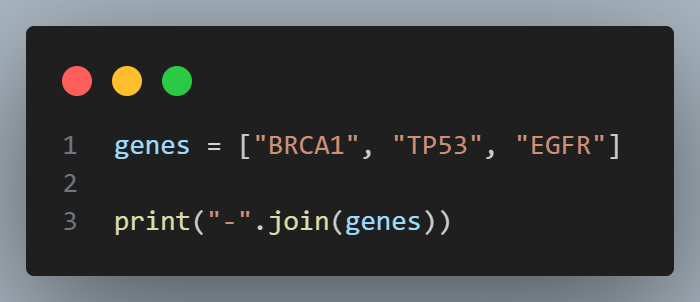 1 genes = ["BRCA1", "TP53", "EGFR"]
2
3 print("-".join(genes))